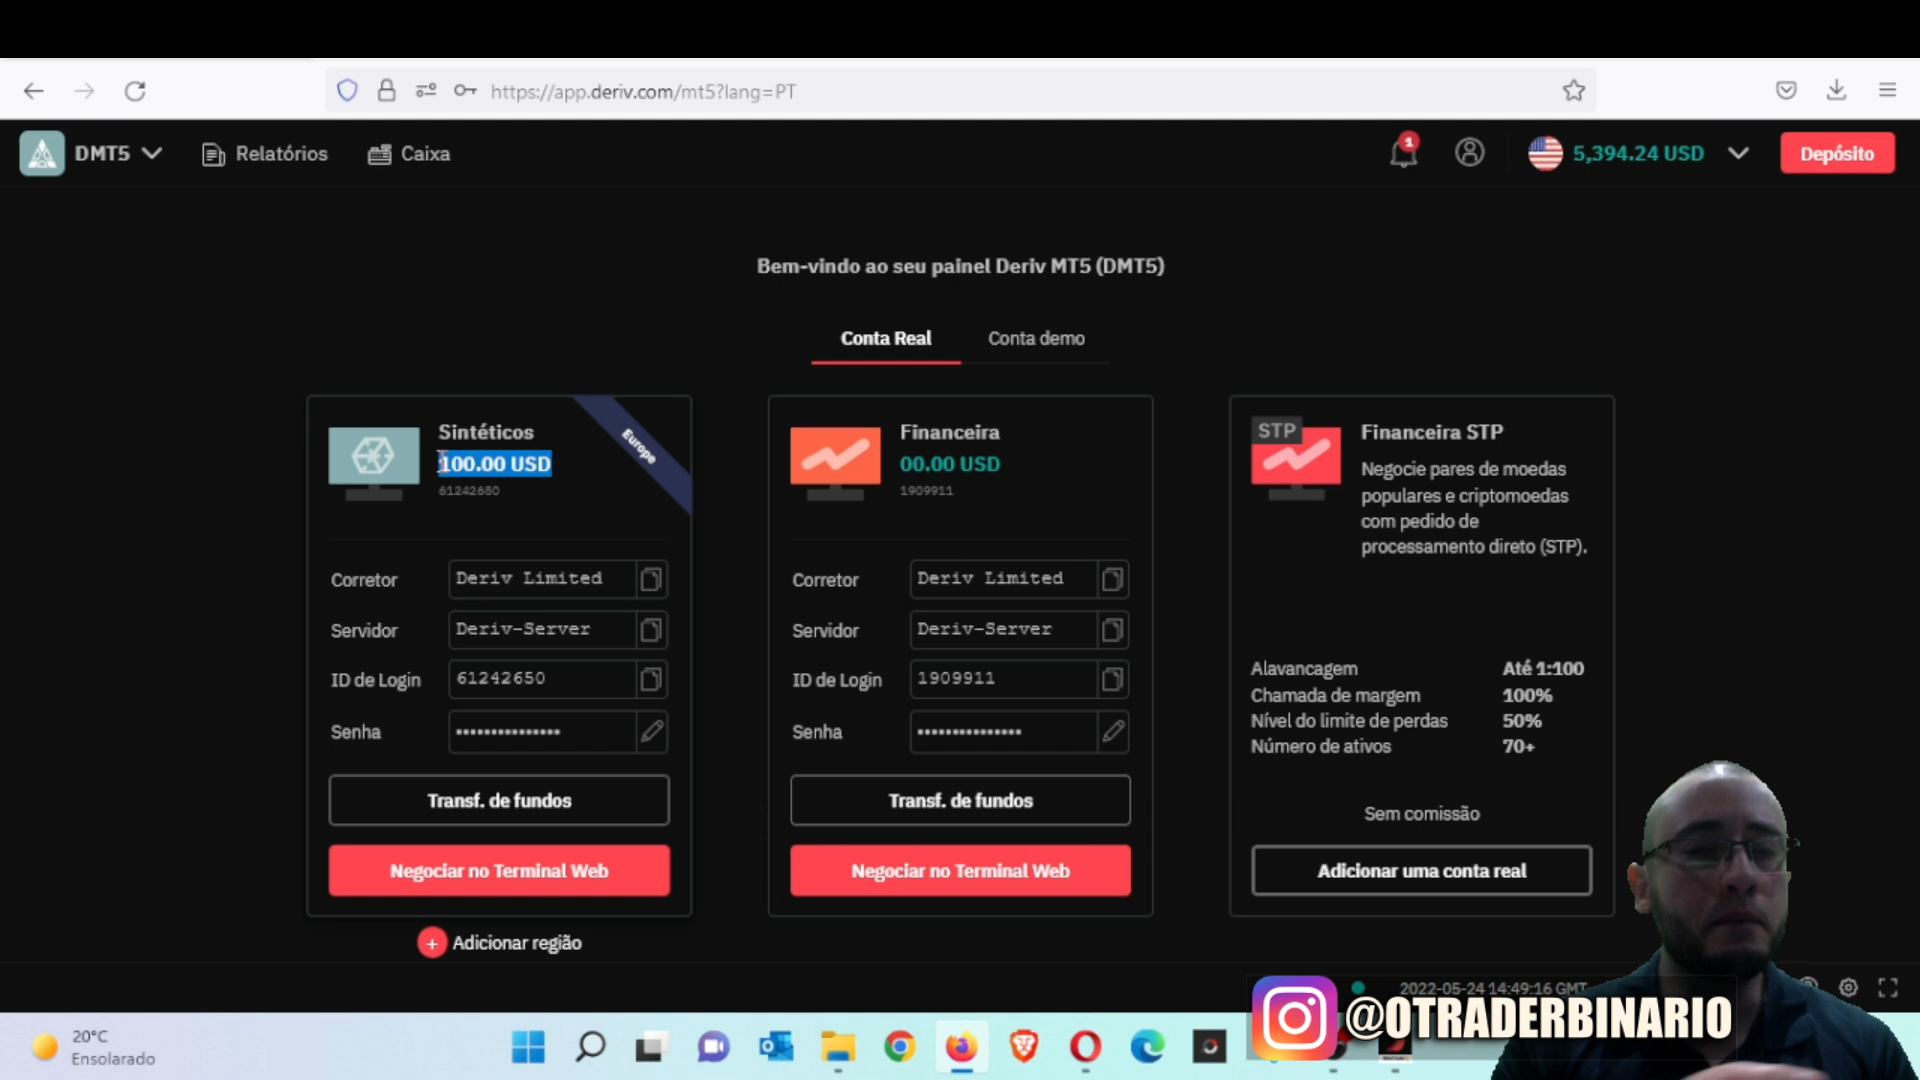 https://app.deriv.com/mt5?lang=PT
DMT5
Relatórios
Caixa
1
5,394.24 USD
Depósito
Bem-vindo ao seu painel Deriv MT5 (DMT5)
Conta Real
Conta demo
Sintéticos
100.00 USD
61242650
Europe
Corretor
Deriv Limited
Servidor
Deriv-Server
ID de Login
61242650
Senha
•••••••••••••••
Transf. de fundos
Negociar no Terminal Web
Adicionar região
Financeira
00.00 USD
1909911
Corretor
Deriv Limited
Servidor
Deriv-Server
ID de Login
1909911
Senha
•••••••••••••••
Transf. de fundos
Negociar no Terminal Web
STP
Financeira STP
Negocie pares de moedas
populares e criptomoedas
com pedido de
processamento direto (STP).
Alavancagem Até 1:100
Chamada de margem 100%
Nível do limite de perdas 50%
Número de ativos 70+
Sem comissão
Adicionar uma conta real
2022-05-24 14:49:16 GMT
@OTRADERBINARIO
20°C
Ensolarado